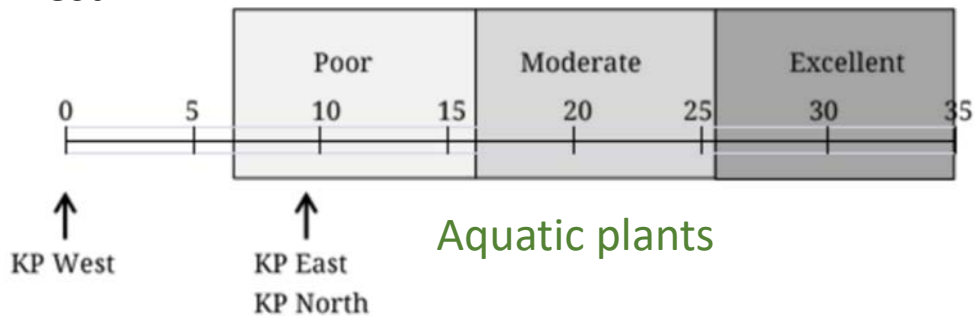 Poor Moderate Excellent
0 5 10 15 20 25 30 35
Aquatic plants
KP West KP East
KP North